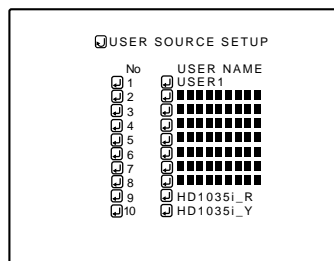 USER SOURCE SETUP
No USER NAME
1 USER1
2
3
4
5
6
7
8
9 HD1035i_R
10 HD1035i_Y